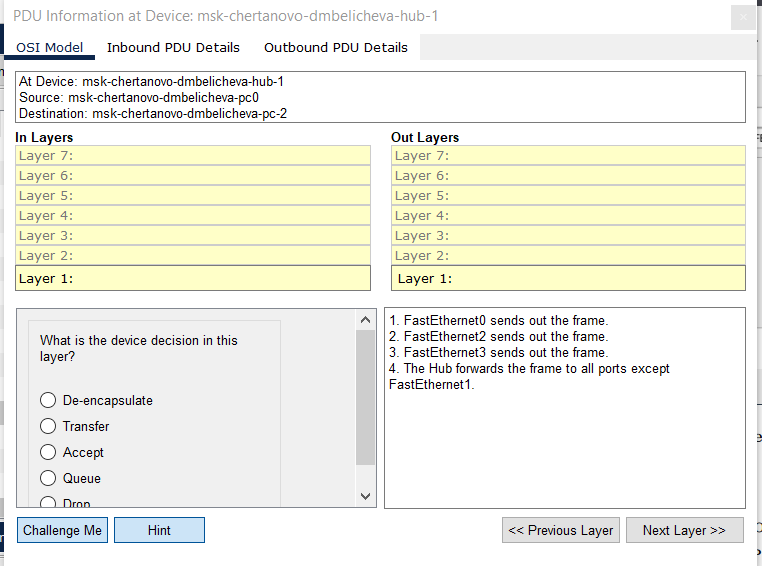 PDU Information at Device: msk-chertanovo-dmbelicheva-hub-1
OSI Model Inbound PDU Details Outbound PDU Details
At Device: msk-chertanovo-dmbelicheva-hub-1
Source: msk-chertanovo-dmbelicheva-pc0
Destination: msk-chertanovo-dmbelicheva-pc-2
In Layers
Layer 7:
Layer 6:
Layer 5:
Layer 4:
Layer 3:
Layer 2:
Layer 1:
Out Layers
Layer 7:
Layer 6:
Layer 5:
Layer 4:
Layer 3:
Layer 2:
Layer 1:
What is the device decision in this
layer?
De-encapsulate
Transfer
Accept
Queue
Drop
1. FastEthernet0 sends out the frame.
2. FastEthernet2 sends out the frame.
3. FastEthernet3 sends out the frame.
4. The Hub forwards the frame to all ports except
FastEthernet1.
Challenge Me Hint << Previous Layer Next Layer >>